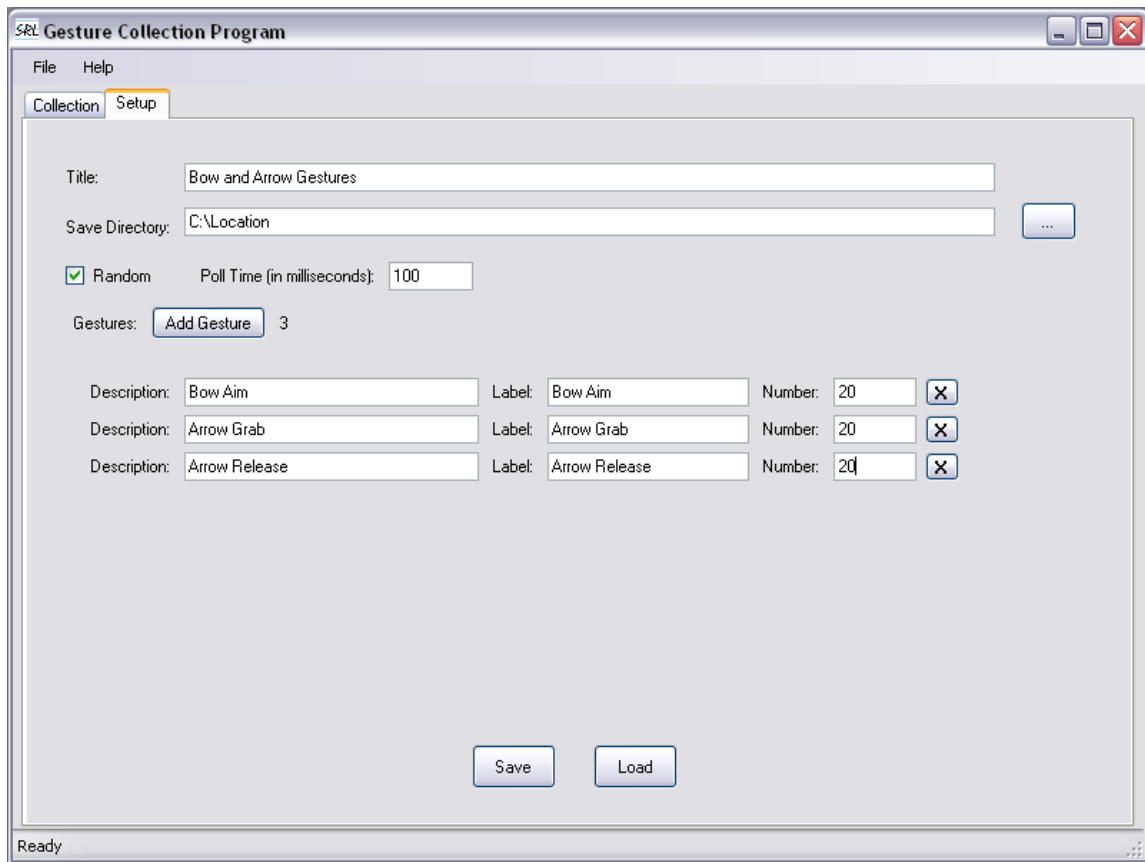 SRL Gesture Collection Program
File Help
Collection Setup
Title: Bow and Arrow Gestures
Save Directory: C:\Location ...
Random Poll Time (in milliseconds): 100
Gestures: Add Gesture 3
Description: Bow Aim Label: Bow Aim Number: 20 X
Description: Arrow Grab Label: Arrow Grab Number: 20 X
Description: Arrow Release Label: Arrow Release Number: 20 X
Save Load
Ready